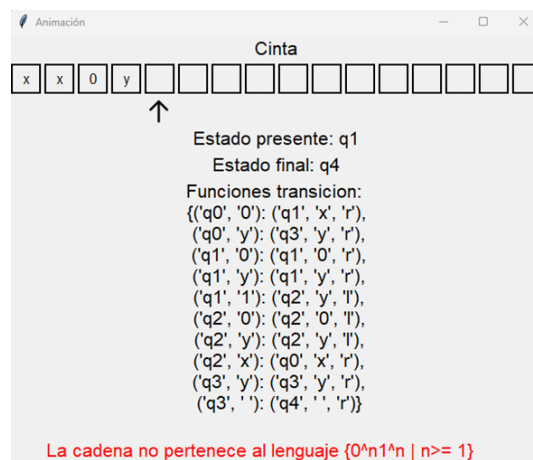 Animación
Cinta
x x 0 y
Estado presente: q1
Estado final: q4
Funciones transicion:
{('q0', '0'): ('q1', 'x', 'r'),
('q0', 'y'): ('q3', 'y', 'r'),
('q1', '0'): ('q1', '0', 'r'),
('q1', 'y'): ('q1', 'y', 'r'),
('q1', '1'): ('q2', 'y', 'l'),
('q2', '0'): ('q2', '0', 'l'),
('q2', 'y'): ('q2', 'y', 'l'),
('q2', 'x'): ('q0', 'x', 'r'),
('q3', 'y'): ('q3', 'y', 'r'),
('q3', ' '): ('q4', ' ', 'r')}
La cadena no pertenece al lenguaje {0^n1^n | n>= 1}